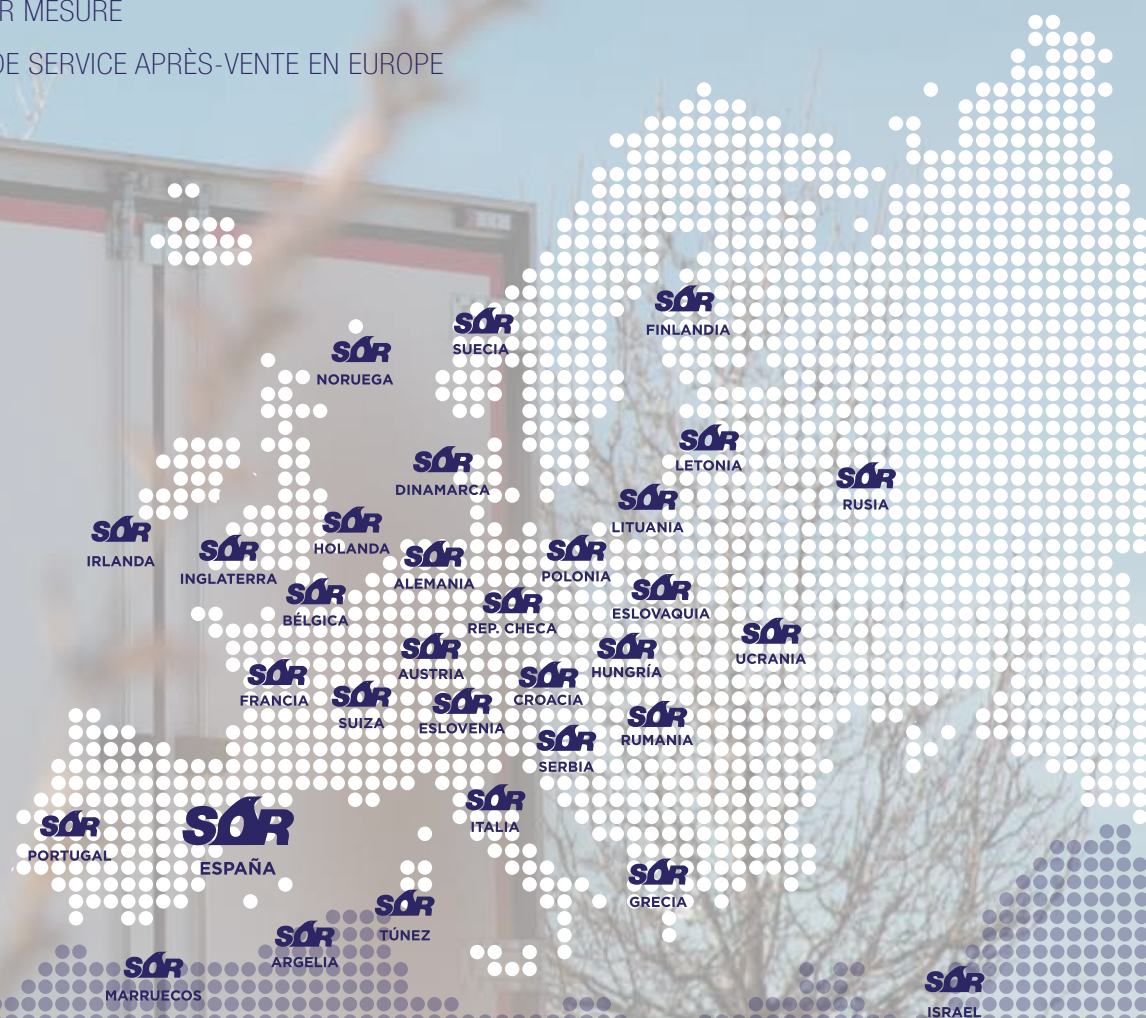 R MESURE
DE SERVICE APRÈS-VENTE EN EUROPE
SOR
FINLANDIA
SOR
SUECIA
SOR
NORUEGA
SOR
LETONIA
SOR
DINAMARCA
SOR
RUSIA
SOR
LITUANIA
SOR
IRLANDA
SOR
HOLANDA
SOR
INGLATERRA
SOR
ALEMANIA
SOR
POLONIA
SOR
BÉLGICA
SOR
REP. CHECA
SOR
ESLOVAQUIA
SOR
UCRANIA
SOR
AUSTRIA
SOR
HUNGRÍA
SOR
FRANCIA
SOR
SUIZA
SOR
ESLOVENIA
SOR
CROACIA
SOR
RUMANIA
SOR
SERBIA
SOR
ITALIA
SOR
PORTUGAL
SOR
ESPAÑA
SOR
GRECIA
SOR
TÚNEZ
SOR
ARGELIA
SOR
MARRUECOS
SOR
ISRAEL